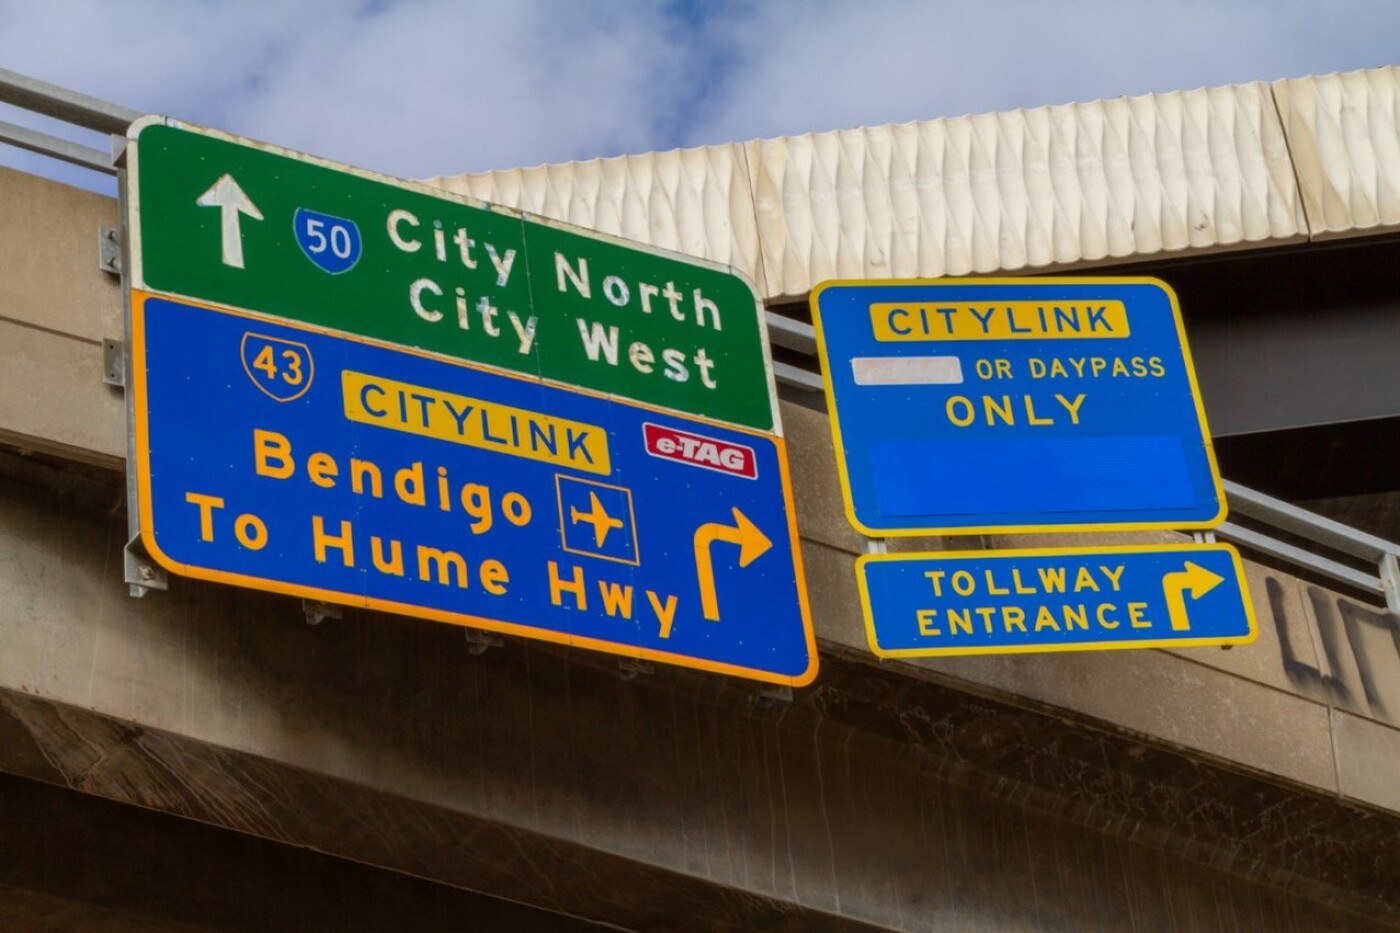 50 City North
City West
43 CITYLINK
e-TAG
Bendigo
To Hume Hwy
CITYLINK
OR DAYPASS
ONLY
TOLLWAY
ENTRANCE